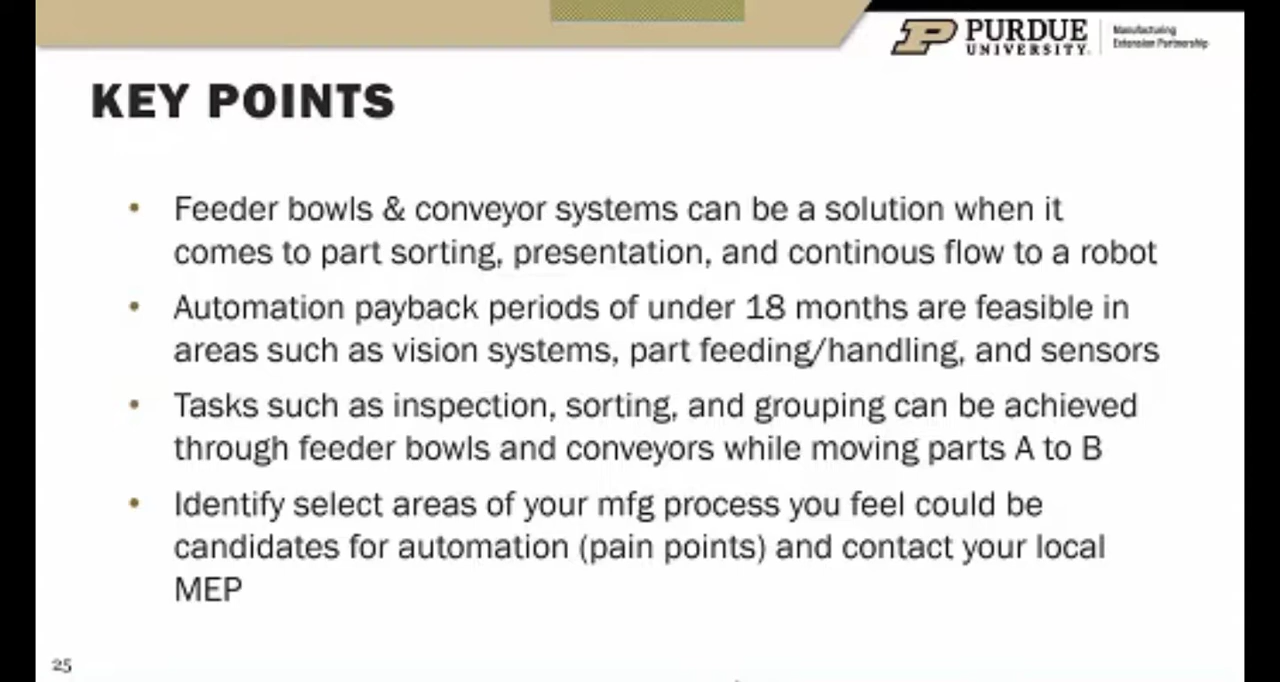 PURDUE
UNIVERSITY
Manufacturing
Extension Partnership
KEY POINTS
• Feeder bowls & conveyor systems can be a solution when it
comes to part sorting, presentation, and continous flow to a robot
• Automation payback periods of under 18 months are feasible in
areas such as vision systems, part feeding/handling, and sensors
• Tasks such as inspection, sorting, and grouping can be achieved
through feeder bowls and conveyors while moving parts A to B
• Identify select areas of your mfg process you feel could be
candidates for automation (pain points) and contact your local
MEP
25